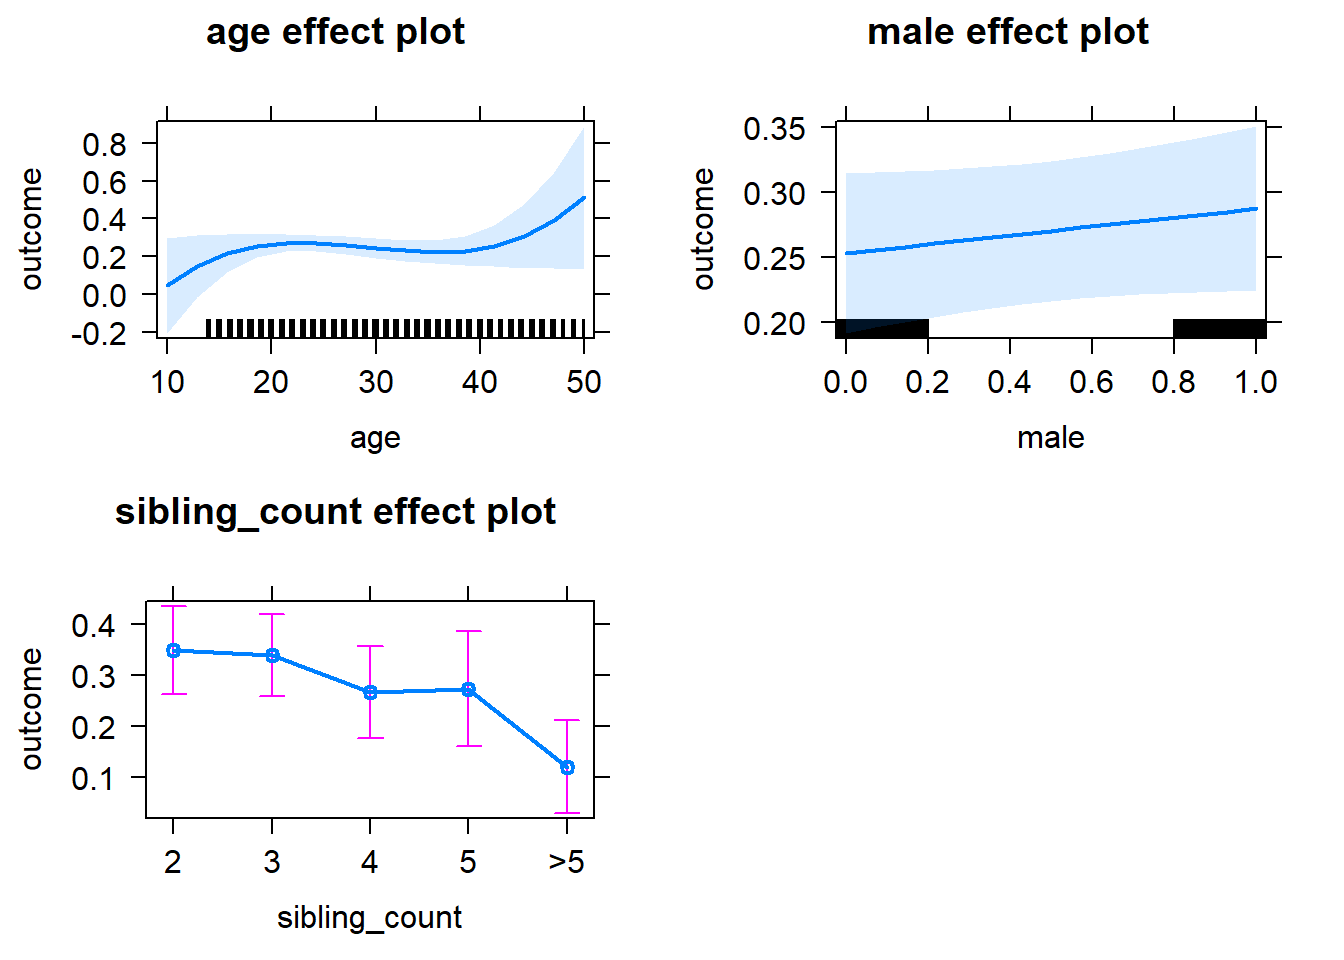 age effect plot
outcome
0.8
0.6
0.4
0.2
0.0
-0.2
10 20 30 40 50
age
male effect plot
outcome
0.35
0.30
0.25
0.20
0.0 0.2 0.4 0.6 0.8 1.0
male
sibling_count effect plot
outcome
0.4
0.3
0.2
0.1
2 3 4 5 >5
sibling_count